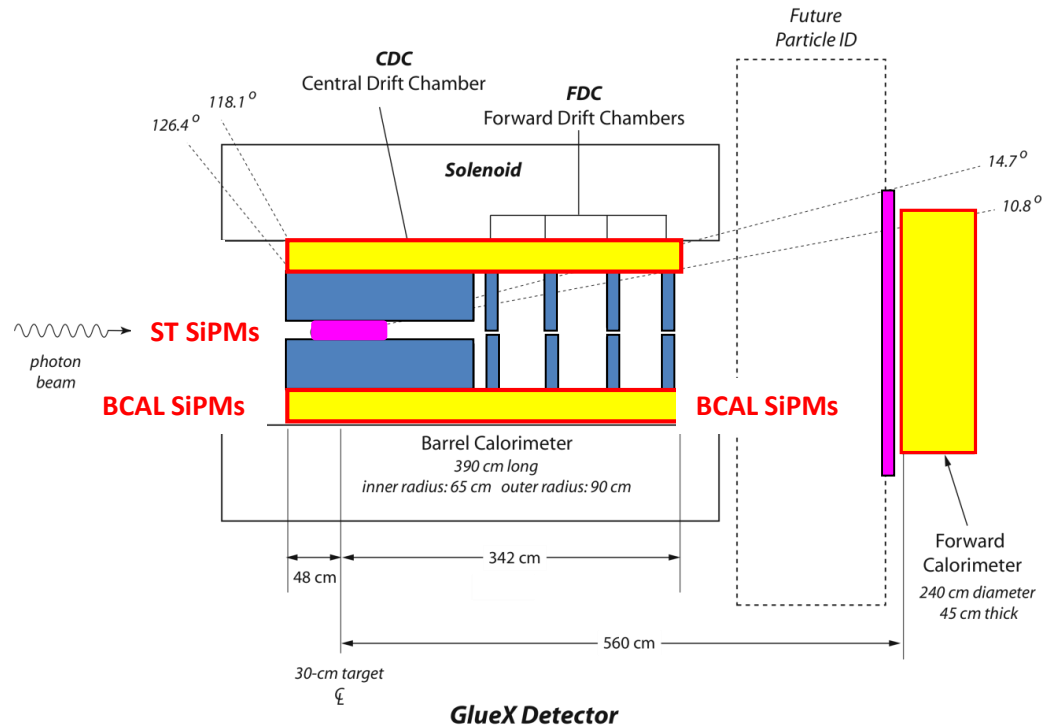 Future
Particle ID
CDC
Central Drift Chamber
FDC
Forward Drift Chambers
118.1 o
126.4 o
Solenoid
14.7 o
10.8 o
photon
beam
ST SiPMs
BCAL SiPMs
BCAL SiPMs
Barrel Calorimeter
390 cm long
inner radius: 65 cm outer radius: 90 cm
Forward
Calorimeter
240 cm diameter
45 cm thick
48 cm
342 cm
560 cm
30-cm target
℄
GlueX Detector